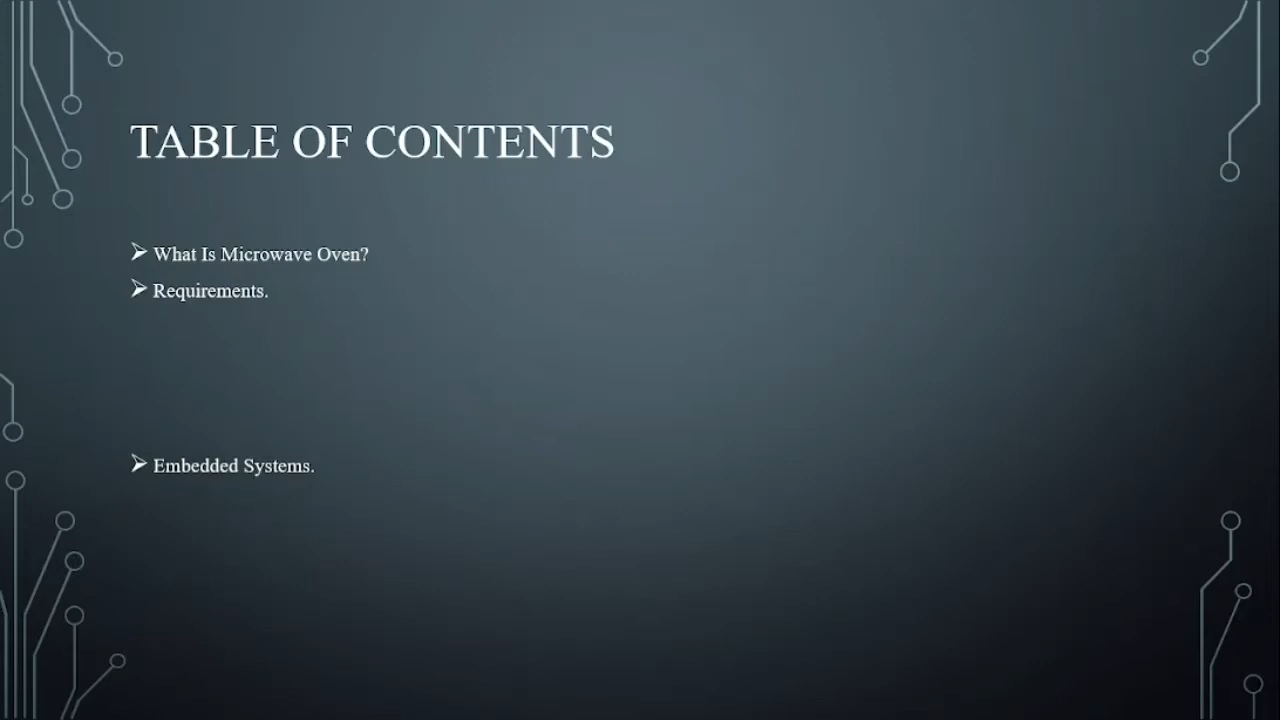 TABLE OF CONTENTS
➢ What Is Microwave Oven?
➢ Requirements.
➢ Embedded Systems.